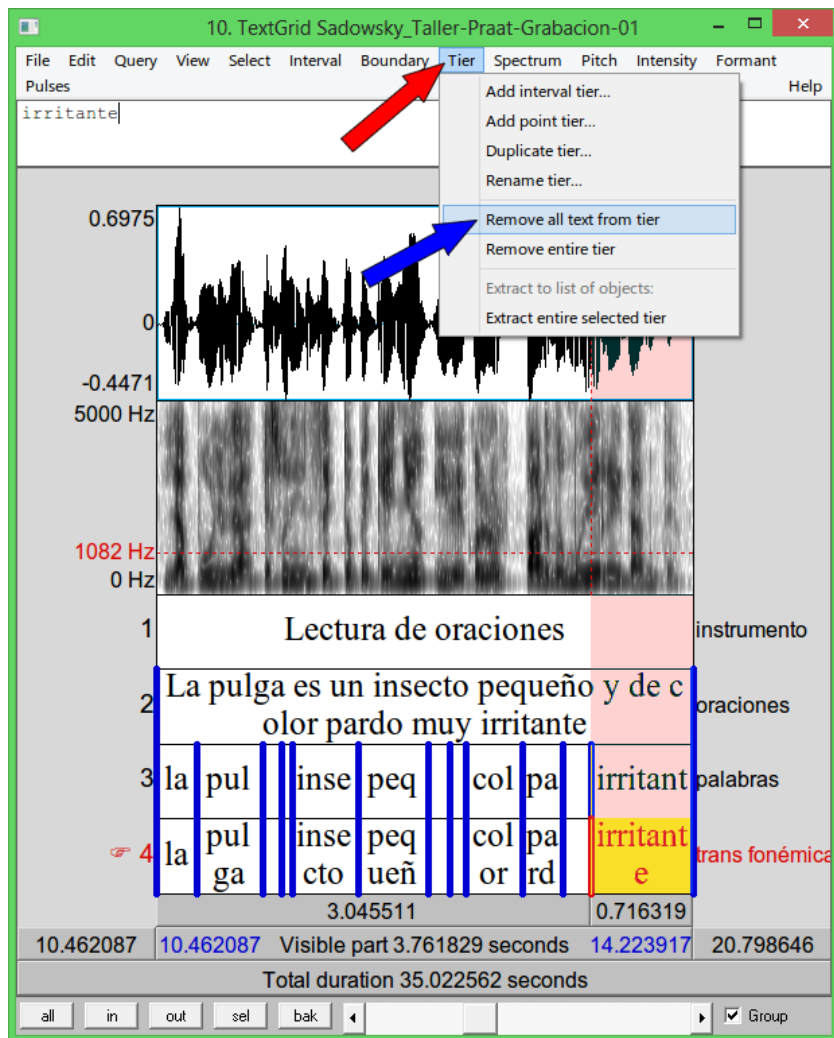 10. TextGrid Sadowsky_Taller-Praat-Grabacion-01
File Edit Query View Select Interval Boundary Tier Spectrum Pitch Intensity Formant
Pulses Help
irritante
Add interval tier...
Add point tier...
Duplicate tier...
Rename tier...
Remove all text from tier
Remove entire tier
Extract to list of objects:
Extract entire selected tier
0.6975
0
-0.4471
5000 Hz
1082 Hz
0 Hz
1 Lectura de oraciones instrumento
La pulga es un insecto pequeño y de c
2 oraciones
olor pardo muy irritante
3 la pul inse peq col pa irritant palabras
pul inse peq col pa irritant
☞ 4 la trans fonémica
ga cto ueñ or rd e
3.045511 0.716319
10.462087 10.462087 Visible part 3.761829 seconds 14.223917 20.798646
Total duration 35.022562 seconds
all in out sel bak Group